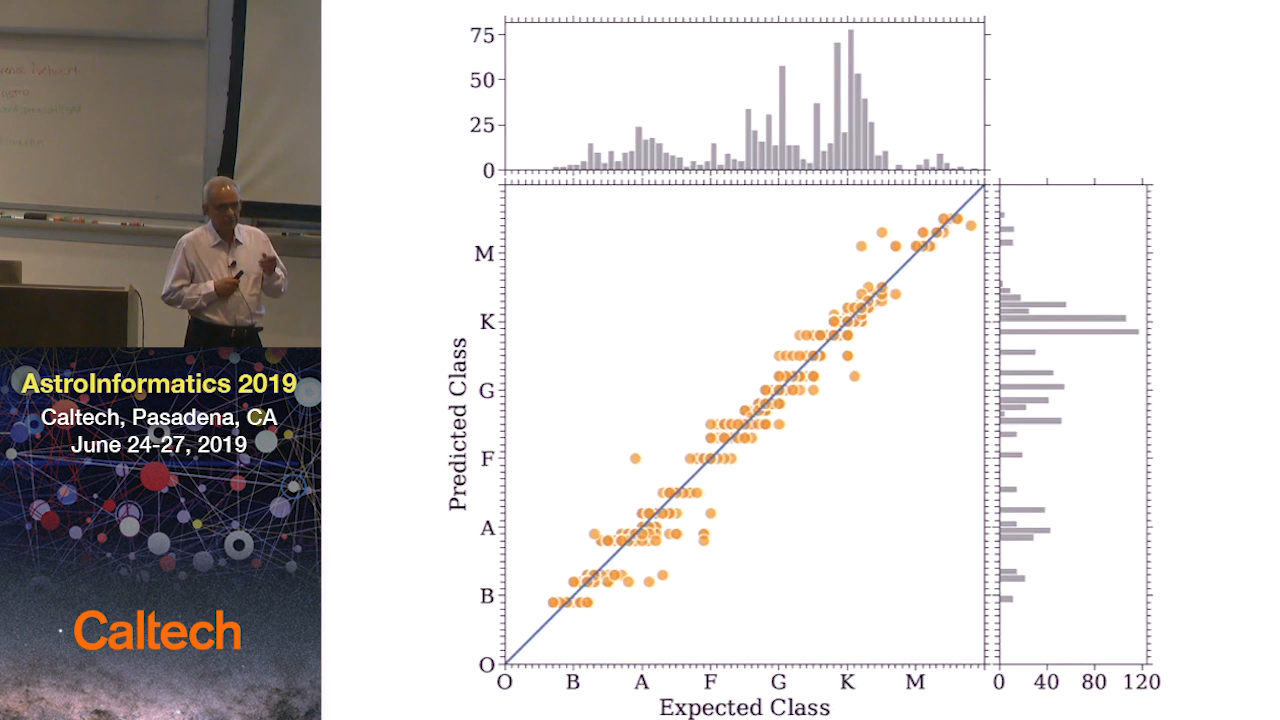 AstroInformatics 2019
Caltech, Pasadena, CA
June 24-27, 2019
Caltech
75
50
25
0
Predicted Class
M
K
G
F
A
B
O
O B A F G K M
Expected Class
0 40 80 120